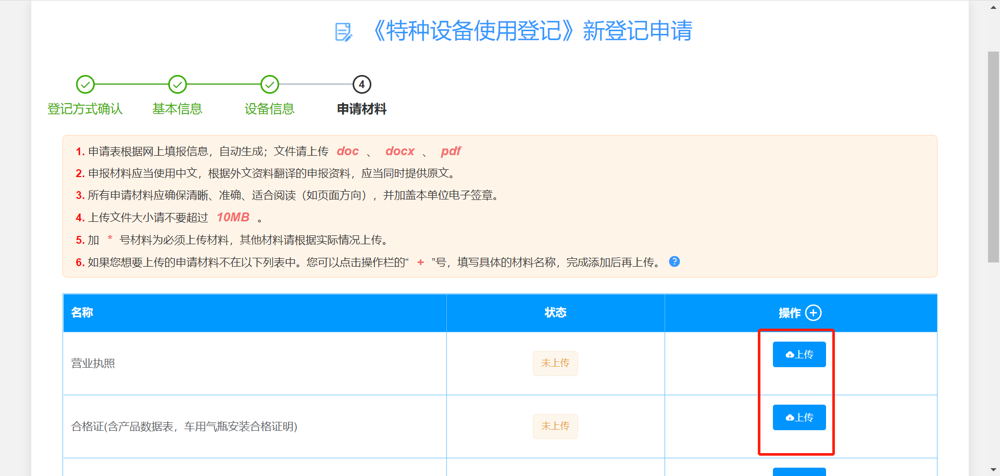 《特种设备使用登记》新登记申请
4
登记方式确认 基本信息 设备信息 申请材料
1. 申请表根据网上填报信息，自动生成；文件请上传 doc 、 docx 、 pdf
2. 申报材料应当使用中文，根据外文资料翻译的申报资料，应当同时提供原文。
3. 所有申请材料应确保清晰、准确、适合阅读（如页面方向），并加盖本单位电子签章。
4. 上传文件大小请不要超过 10MB 。
5. 加 * 号材料为必须上传材料，其他材料请根据实际情况上传。
6. 如果您想要上传的申请材料不在以下列表中。您可以点击操作栏的“ + ”号，填写具体的材料名称，完成添加后再上传。 ?
名称 状态 操作
营业执照 未上传 上传
合格证(含产品数据表，车用气瓶安装合格证明) 未上传 上传